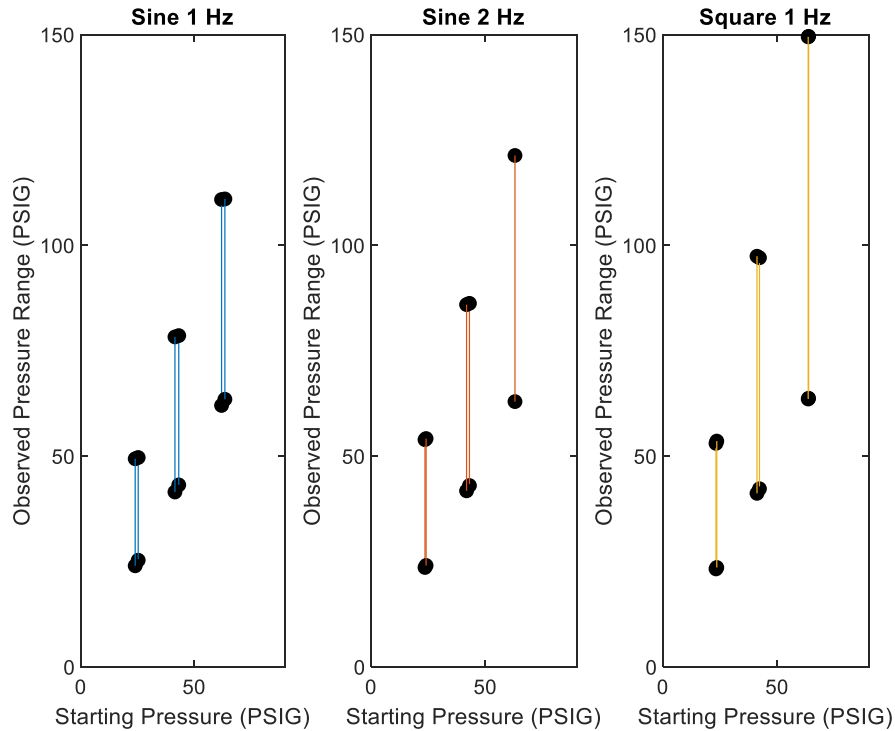 Sine 1 Hz
Observed Pressure Range (PSIG)
150
100
50
0
0 50
Starting Pressure (PSIG)
Sine 2 Hz
Observed Pressure Range (PSIG)
150
100
50
0
0 50
Starting Pressure (PSIG)
Square 1 Hz
Observed Pressure Range (PSIG)
150
100
50
0
0 50
Starting Pressure (PSIG)